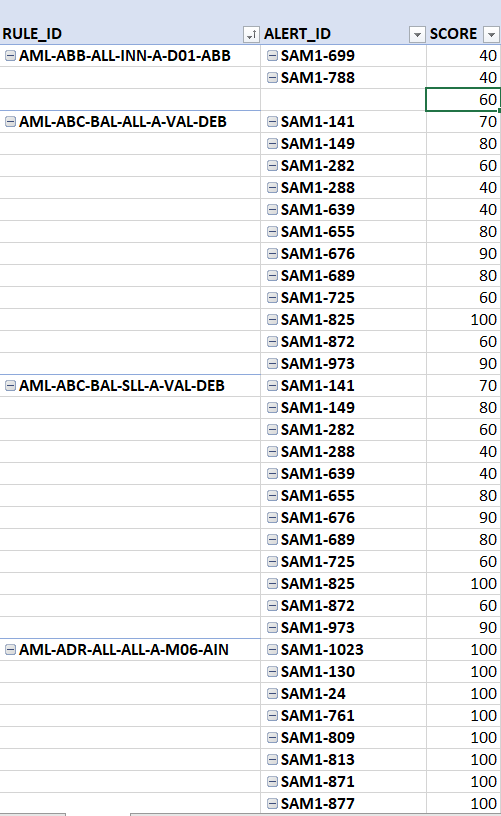 RULE_ID ALERT_ID SCORE
AML-ABB-ALL-INN-A-D01-ABB SAM1-699 40
SAM1-788 40
60
AML-ABC-BAL-ALL-A-VAL-DEB SAM1-141 70
SAM1-149 80
SAM1-282 60
SAM1-288 40
SAM1-639 40
SAM1-655 80
SAM1-676 90
SAM1-689 80
SAM1-725 60
SAM1-825 100
SAM1-872 60
SAM1-973 90
AML-ABC-BAL-SLL-A-VAL-DEB SAM1-141 70
SAM1-149 80
SAM1-282 60
SAM1-288 40
SAM1-639 40
SAM1-655 80
SAM1-676 90
SAM1-689 80
SAM1-725 60
SAM1-825 100
SAM1-872 60
SAM1-973 90
AML-ADR-ALL-ALL-A-M06-AIN SAM1-1023 100
SAM1-130 100
SAM1-24 100
SAM1-761 100
SAM1-809 100
SAM1-813 100
SAM1-871 100
SAM1-877 100